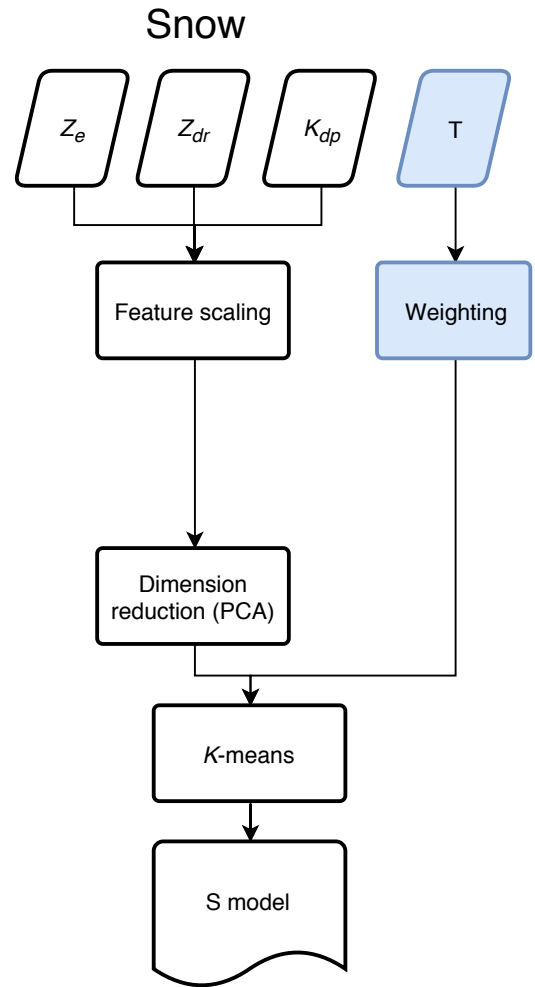 Snow
Ze
Zdr
Kdp
T
Feature scaling
Weighting
Dimension
reduction (PCA)
K-means
S model